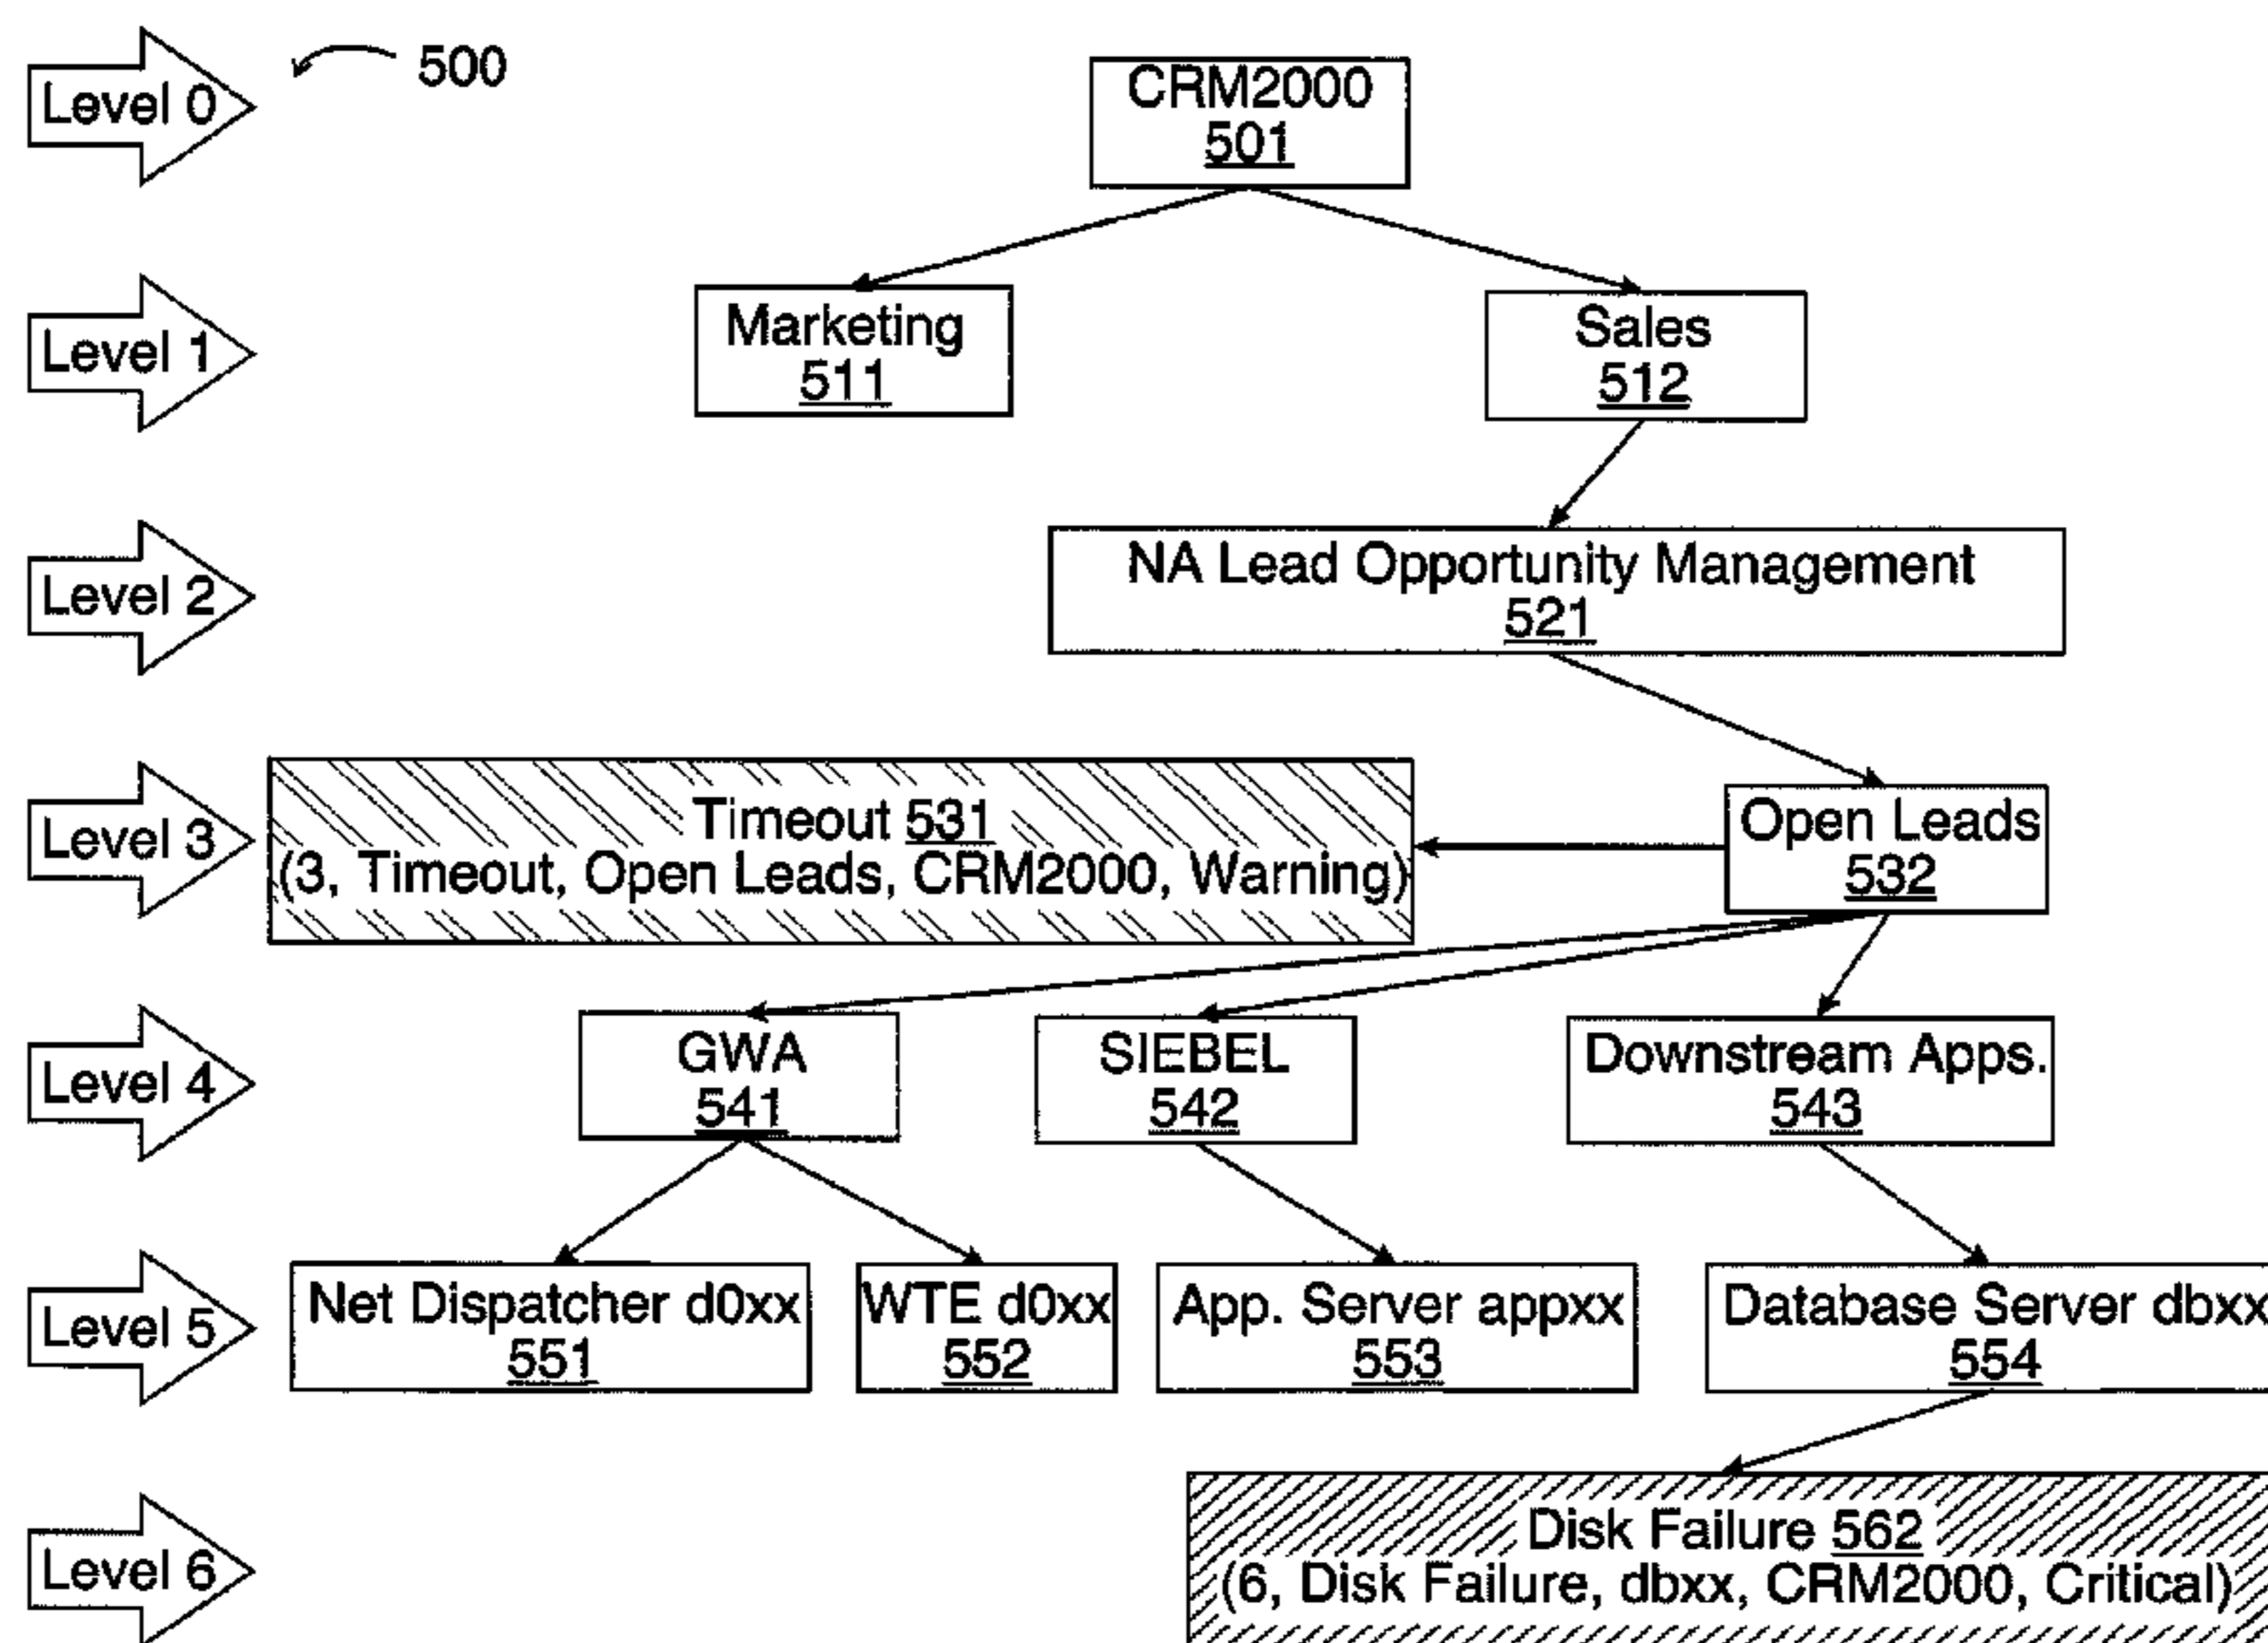 Level 0
500
CRM2000
501
Level 1
Marketing
511
Sales
512
Level 2
NA Lead Opportunity Management
521
Level 3
Timeout 531
(3, Timeout, Open Leads, CRM2000, Warning)
Open Leads
532
Level 4
GWA
541
SIEBEL
542
Downstream Apps.
543
Level 5
Net Dispatcher d0xx
551
WTE d0xx
552
App. Server appxx
553
Database Server dbxx
554
Level 6
Disk Failure 562
(6, Disk Failure, dbxx, CRM2000, Critical)